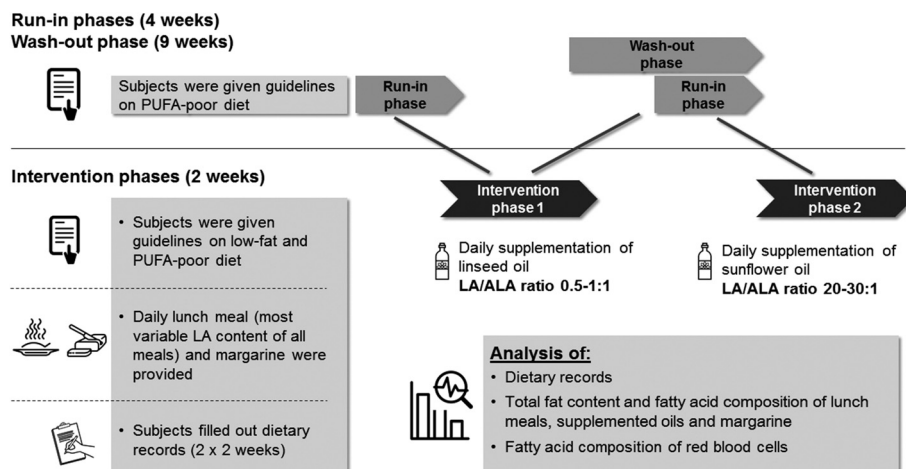 Run-in phases (4 weeks)
Wash-out phase (9 weeks)
Subjects were given guidelines
on PUFA-poor diet
Run-in
phase
Wash-out
phase
Run-in
phase
Intervention phases (2 weeks)
• Subjects were given
guidelines on low-fat and
PUFA-poor diet
• Daily lunch meal (most
variable LA content of all
meals) and margarine were
provided
• Subjects filled out dietary
records (2 x 2 weeks)
Intervention
phase 1
Daily supplementation of
linseed oil
LA/ALA ratio 0.5-1:1
Intervention
phase 2
Daily supplementation of
sunflower oil
LA/ALA ratio 20-30:1
Analysis of:
• Dietary records
• Total fat content and fatty acid composition of lunch
meals, supplemented oils and margarine
• Fatty acid composition of red blood cells